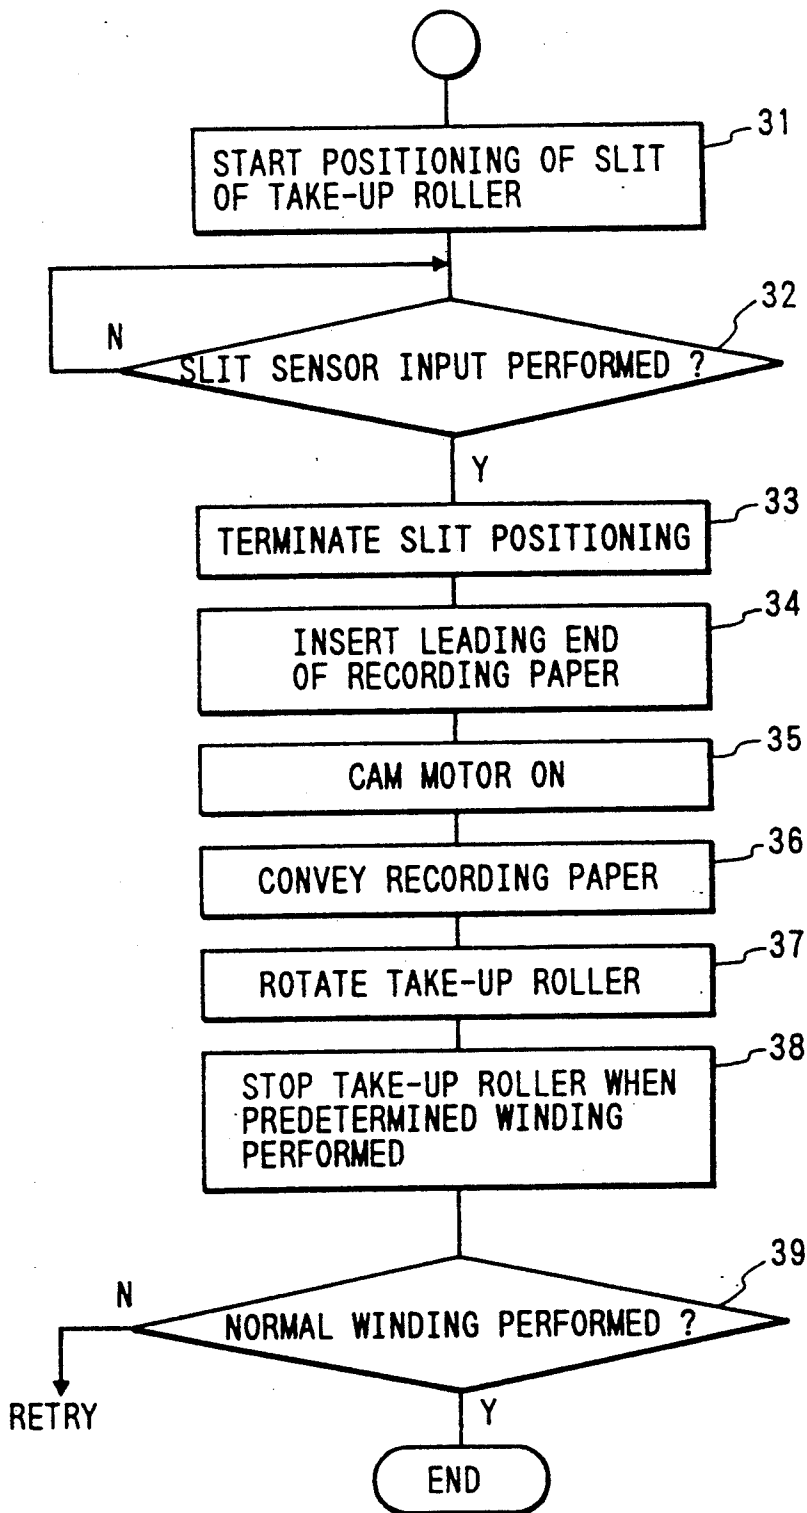 31
START POSITIONING OF SLIT
OF TAKE-UP ROLLER
32
N
SLIT SENSOR INPUT PERFORMED ?
Y
33
TERMINATE SLIT POSITIONING
34
INSERT LEADING END
OF RECORDING PAPER
35
CAM MOTOR ON
36
CONVEY RECORDING PAPER
37
ROTATE TAKE-UP ROLLER
38
STOP TAKE-UP ROLLER WHEN
PREDETERMINED WINDING
PERFORMED
39
N
NORMAL WINDING PERFORMED ?
RETRY
Y
END